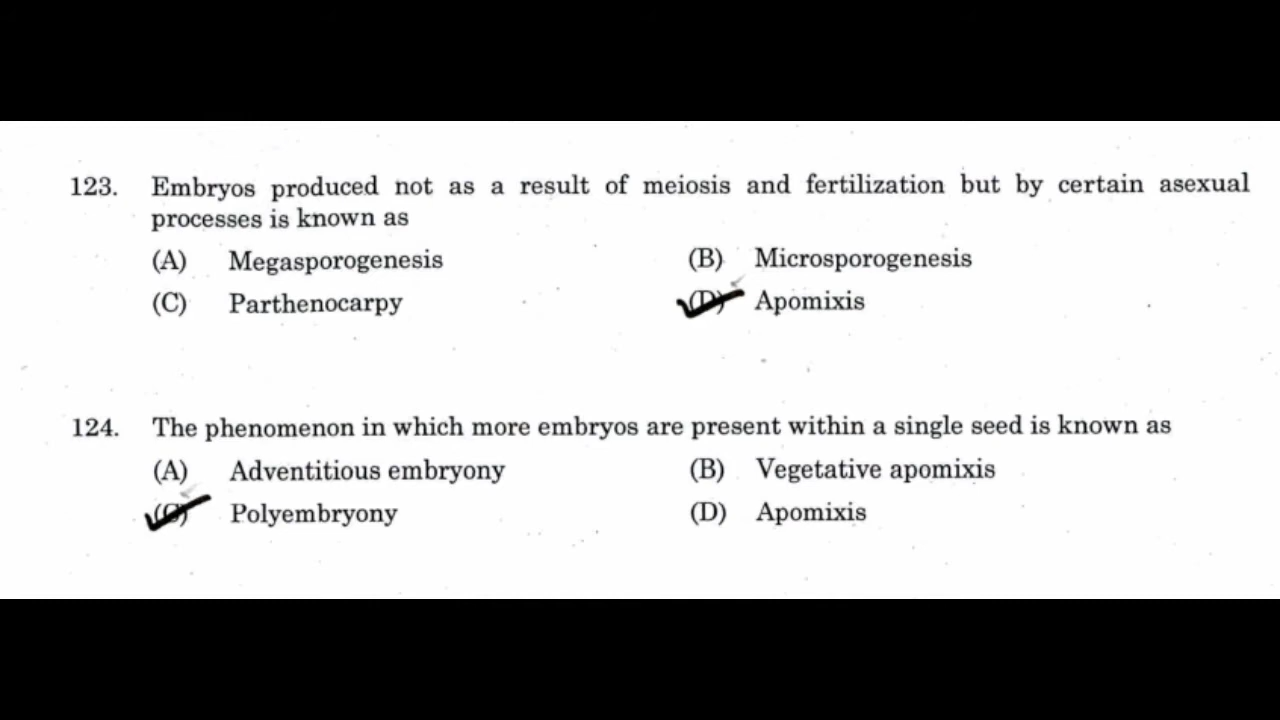 123. Embryos produced not as a result of meiosis and fertilization but by certain asexual
processes is known as
(A) Megasporogenesis (B) Microsporogenesis
(C) Parthenocarpy (D) Apomixis
124. The phenomenon in which more embryos are present within a single seed is known as
(A) Adventitious embryony (B) Vegetative apomixis
(C) Polyembryony (D) Apomixis